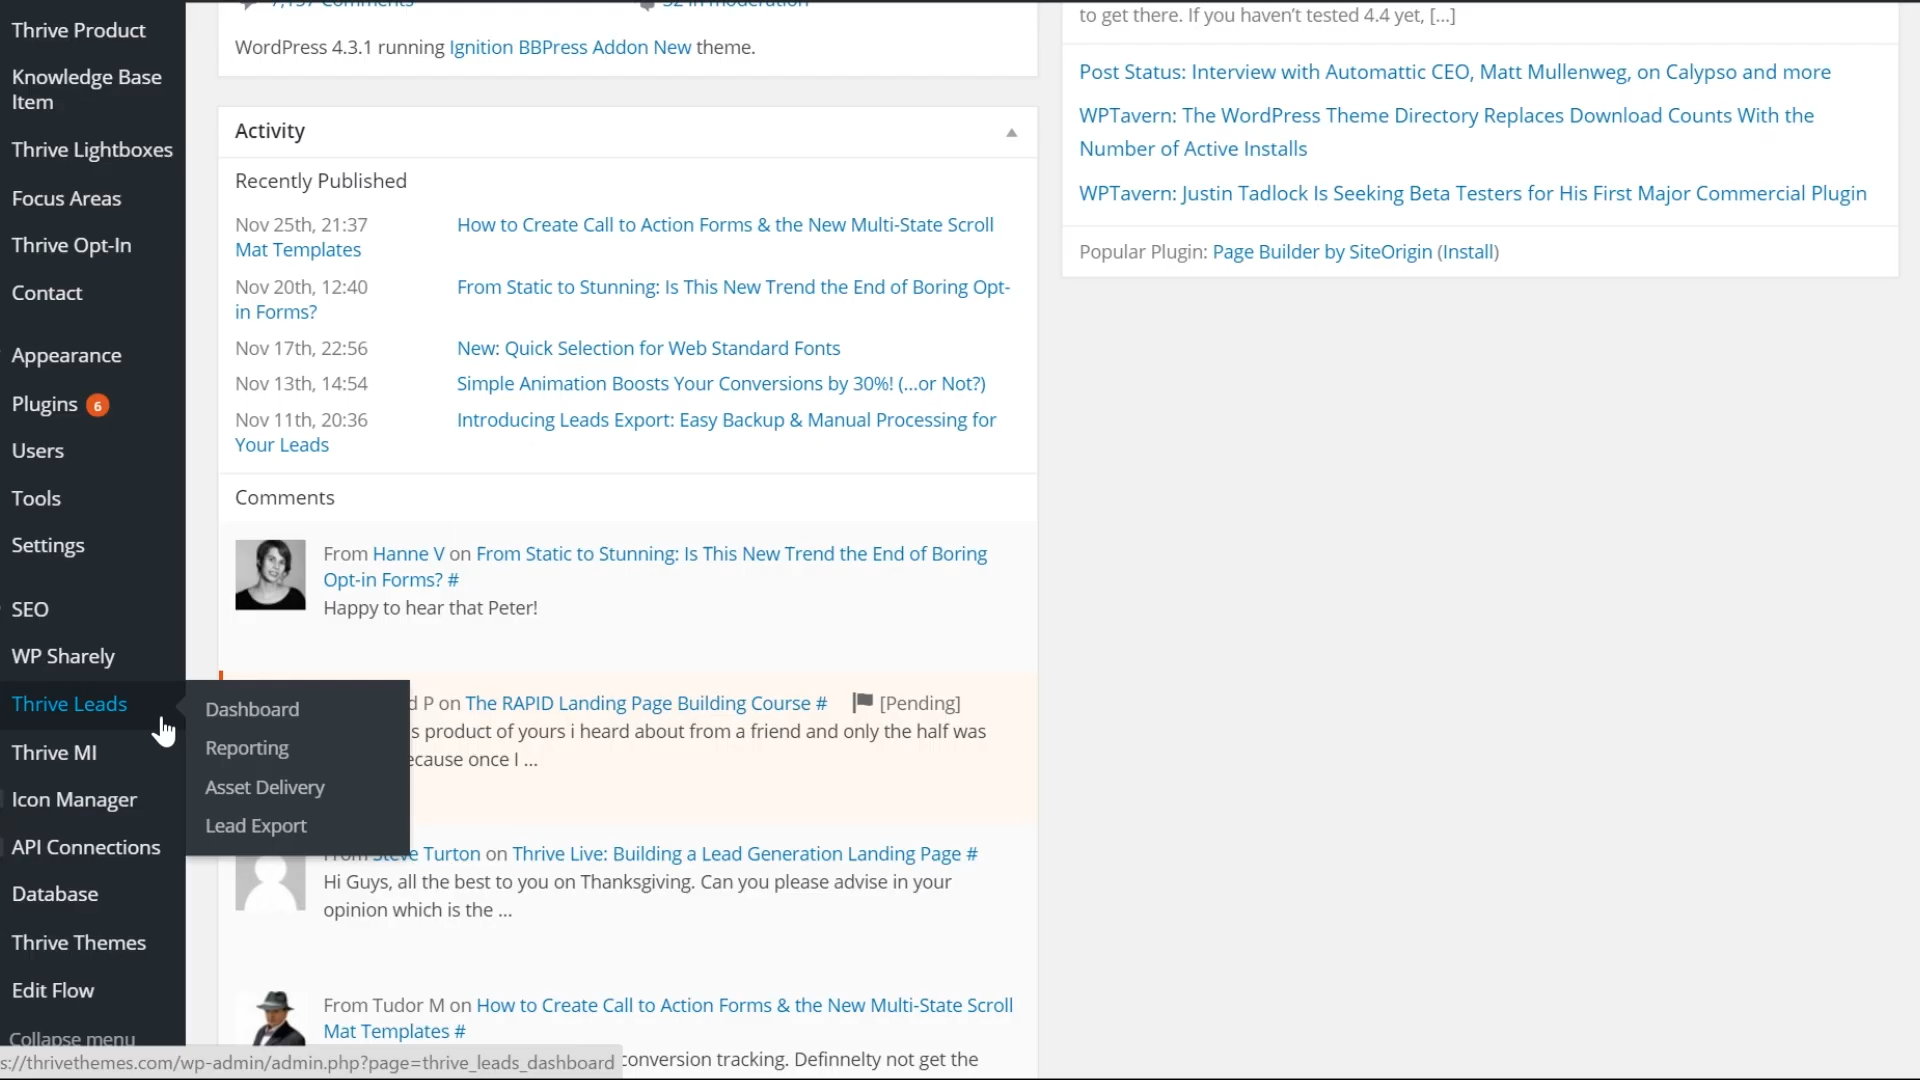 Thrive Product
Knowledge Base
Item
Thrive Lightboxes
Focus Areas
Thrive Opt-In
Contact
Appearance
Plugins 6
Users
Tools
Settings
SEO
WP Sharely
Thrive Leads
Thrive MI
Icon Manager
API Connections
Database
Thrive Themes
Edit Flow
Collapse menu
Dashboard
Reporting
Asset Delivery
Lead Export
7,157 Comments
32 in moderation
WordPress 4.3.1 running Ignition BBPress Addon New theme.
Activity
Recently Published
Nov 25th, 21:37 How to Create Call to Action Forms & the New Multi-State Scroll
Mat Templates
Nov 20th, 12:40 From Static to Stunning: Is This New Trend the End of Boring Opt-
in Forms?
Nov 17th, 22:56 New: Quick Selection for Web Standard Fonts
Nov 13th, 14:54 Simple Animation Boosts Your Conversions by 30%! (...or Not?)
Nov 11th, 20:36 Introducing Leads Export: Easy Backup & Manual Processing for
Your Leads
Comments
From Hanne V on From Static to Stunning: Is This New Trend the End of Boring
Opt-in Forms? #
Happy to hear that Peter!
d P on The RAPID Landing Page Building Course # [Pending]
s product of yours i heard about from a friend and only the half was
ecause once I ...
From Steve Turton on Thrive Live: Building a Lead Generation Landing Page #
Hi Guys, all the best to you on Thanksgiving. Can you please advise in your
opinion which is the ...
From Tudor M on How to Create Call to Action Forms & the New Multi-State Scroll
Mat Templates #
conversion tracking. Definnelty not get the
s://thrivethemes.com/wp-admin/admin.php?page=thrive_leads_dashboard
to get there. If you haven't tested 4.4 yet, [...]
Post Status: Interview with Automattic CEO, Matt Mullenweg, on Calypso and more
WPTavern: The WordPress Theme Directory Replaces Download Counts With the
Number of Active Installs
WPTavern: Justin Tadlock Is Seeking Beta Testers for His First Major Commercial Plugin
Popular Plugin: Page Builder by SiteOrigin (Install)